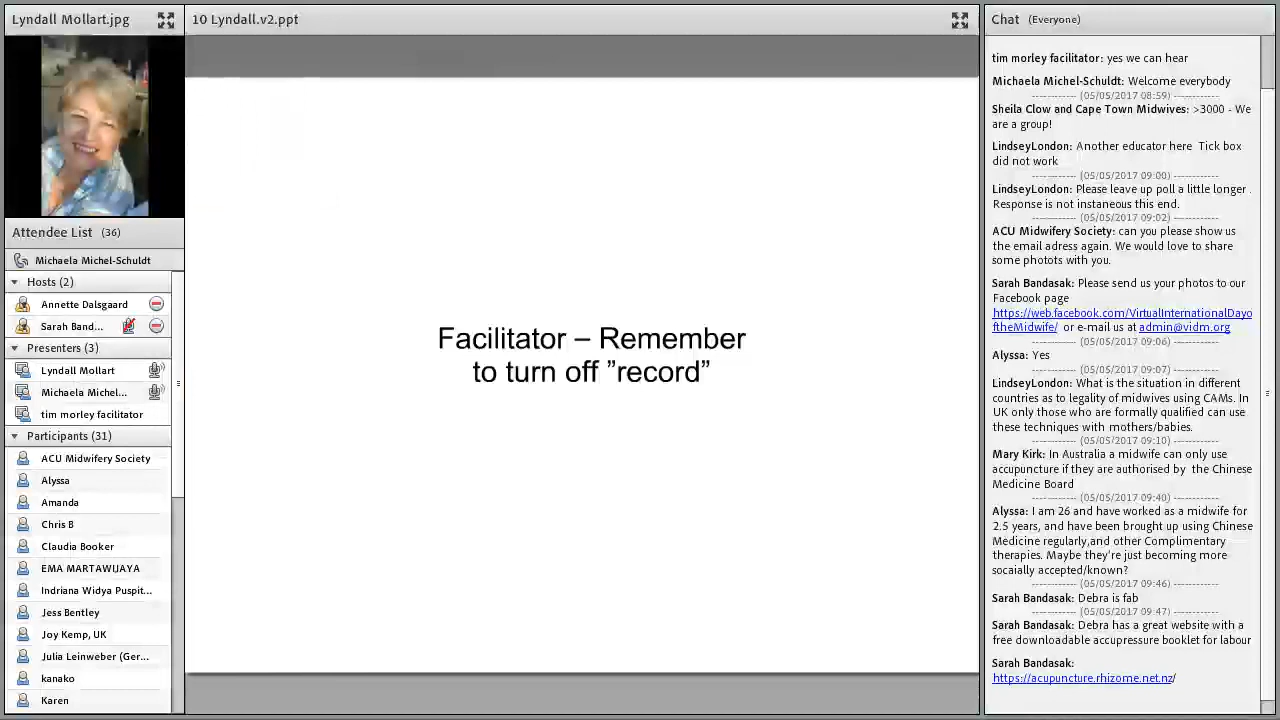 Lyndall Mollart.jpg
Attendee List (36)
Michaela Michel-Schuldt
Hosts (2)
Annette Dalsgaard
Sarah Band...
Presenters (3)
Lyndall Mollart
Michaela Michel...
tim morley facilitator
Participants (31)
ACU Midwifery Society
Alyssa
Amanda
Chris B
Claudia Booker
EMA MARTAWIJAYA
Indriana Widya Puspit...
Jess Bentley
Joy Kemp, UK
Julia Leinweber (Ger...
kanako
Karen
10 Lyndall.v2.ppt
Facilitator – Remember
to turn off ”record”
Chat (Everyone)
tim morley facilitator: yes we can hear
Michaela Michel-Schuldt: Welcome everybody
------------ (05/05/2017 08:59) ------------
Sheila Clow and Cape Town Midwives: >3000 - We
are a group!
LindseyLondon: Another educator here Tick box
did not work
------------ (05/05/2017 09:00) ------------
LindseyLondon: Please leave up poll a little longer .
Response is not instaneous this end.
------------ (05/05/2017 09:02) ------------
ACU Midwifery Society: can you please show us
the email adress again. We would love to share
some photots with you.
Sarah Bandasak: Please send us your photos to our
Facebook page
https://web.facebook.com/VirtualInternationalDayo
ftheMidwife/ or e-mail us at admin@vidm.org
------------ (05/05/2017 09:06) ------------
Alyssa: Yes
------------ (05/05/2017 09:07) ------------
LindseyLondon: What is the situation in different
countries as to legality of midwives using CAMs. In
UK only those who are formally qualified can use
these techniques with mothers/babies.
------------ (05/05/2017 09:10) ------------
Mary Kirk: In Australia a midwife can only use
accupuncture if they are authorised by the Chinese
Medicine Board
------------ (05/05/2017 09:40) ------------
Alyssa: I am 26 and have worked as a midwife for
2.5 years, and have been brought up using Chinese
Medicine regularly,and other Complimentary
therapies. Maybe they're just becoming more
socaially accepted/known?
------------ (05/05/2017 09:46) ------------
Sarah Bandasak: Debra is fab
------------ (05/05/2017 09:47) ------------
Sarah Bandasak: Debra has a great website with a
free downloadable accupressure booklet for labour
Sarah Bandasak:
https://acupuncture.rhizome.net.nz/